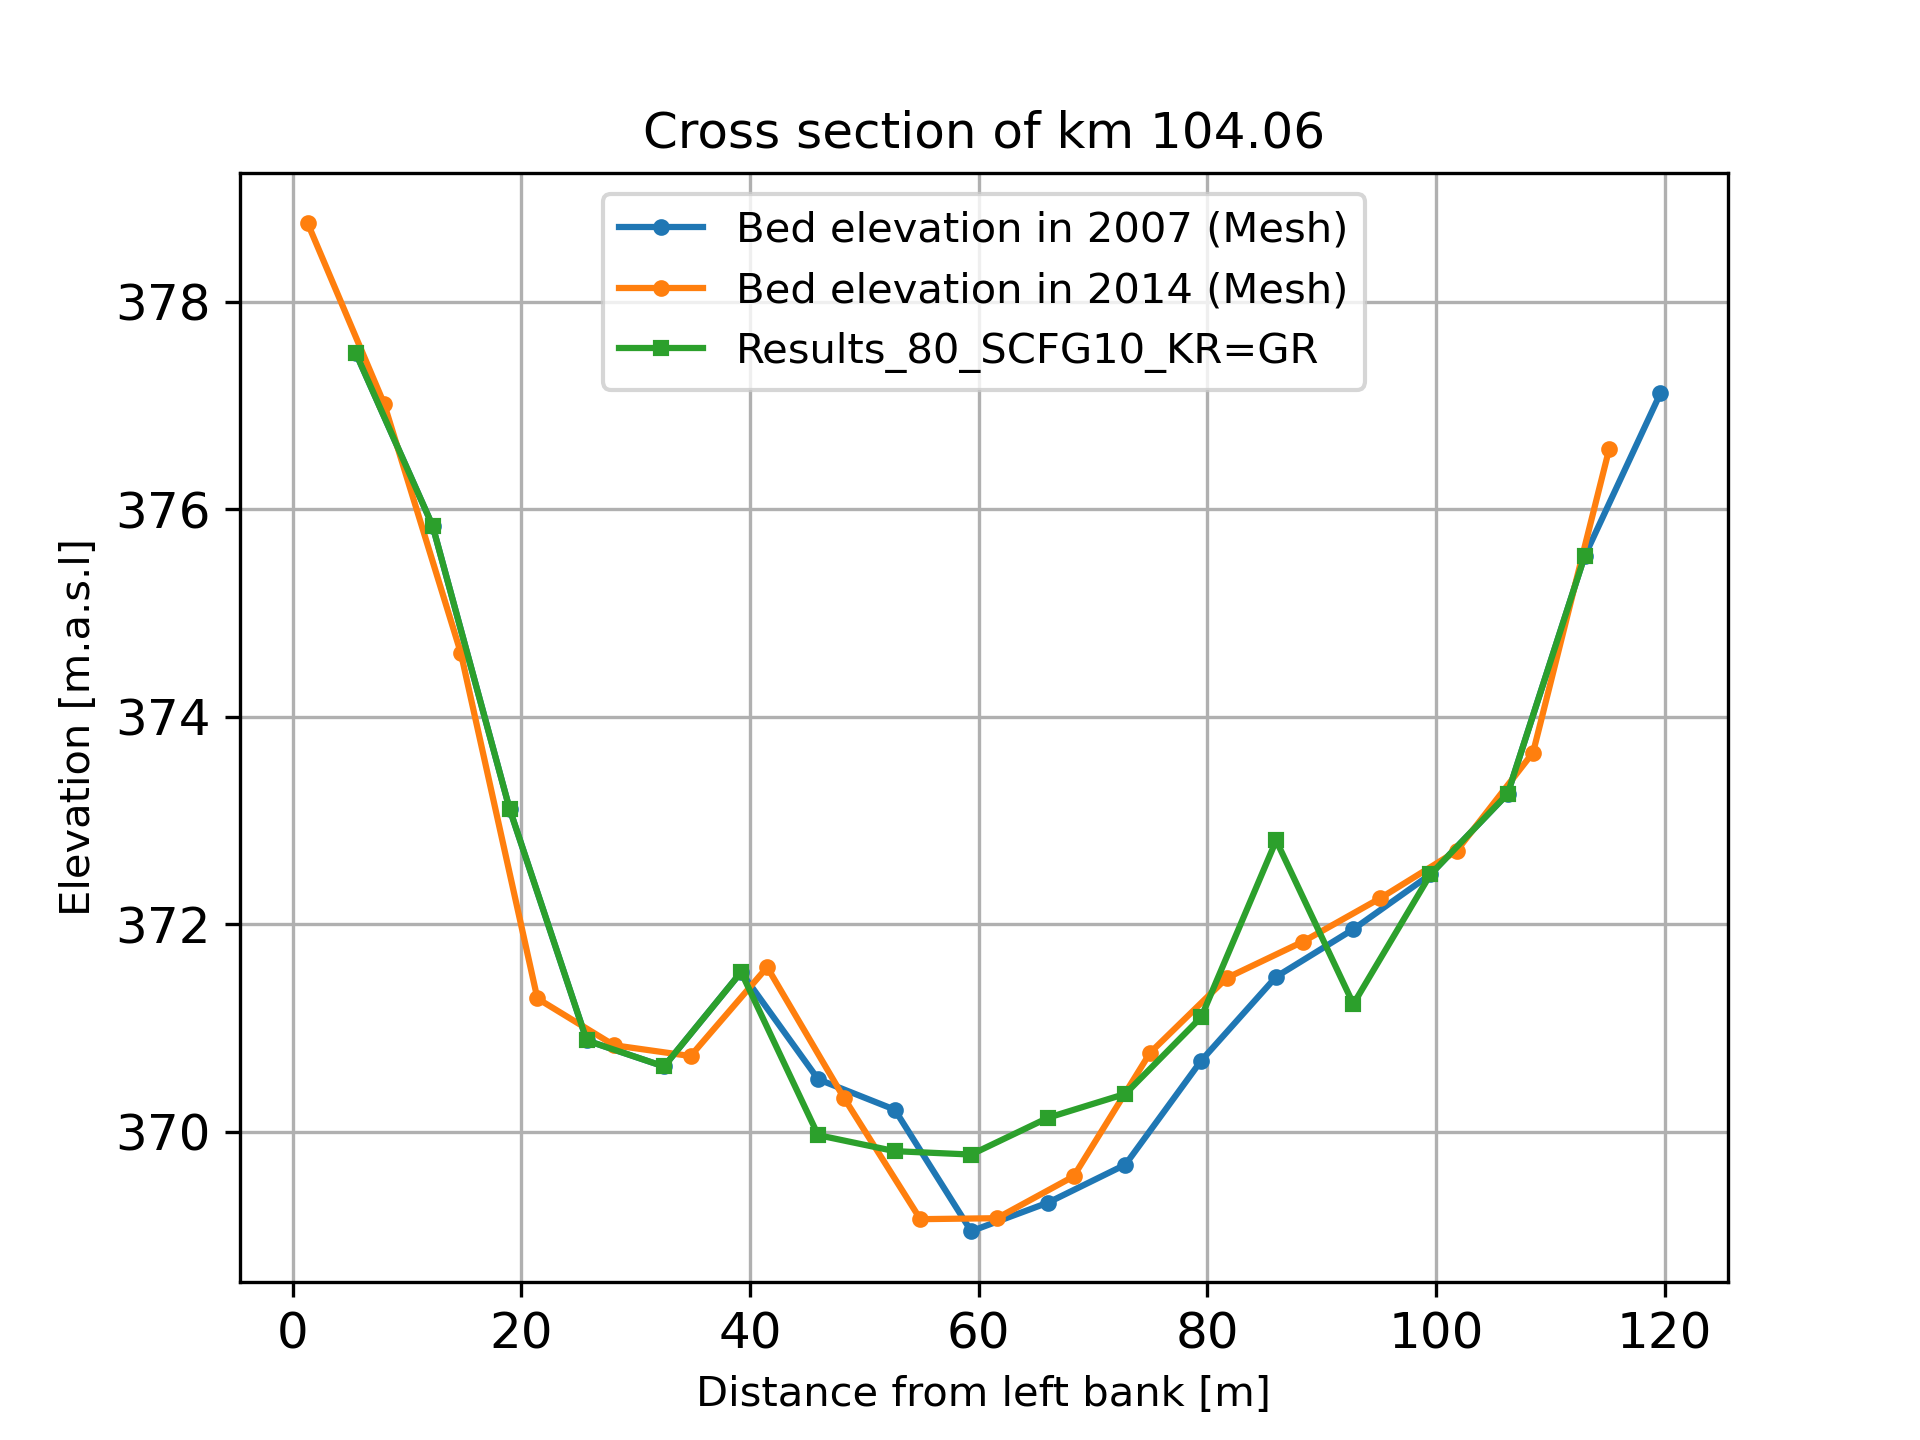 Cross section of km 104.06
Bed elevation in 2007 (Mesh)
Bed elevation in 2014 (Mesh)
Results_80_SCFG10_KR=GR
Elevation [m.a.s.l]
378
376
374
372
370
0 20 40 60 80 100 120
Distance from left bank [m]